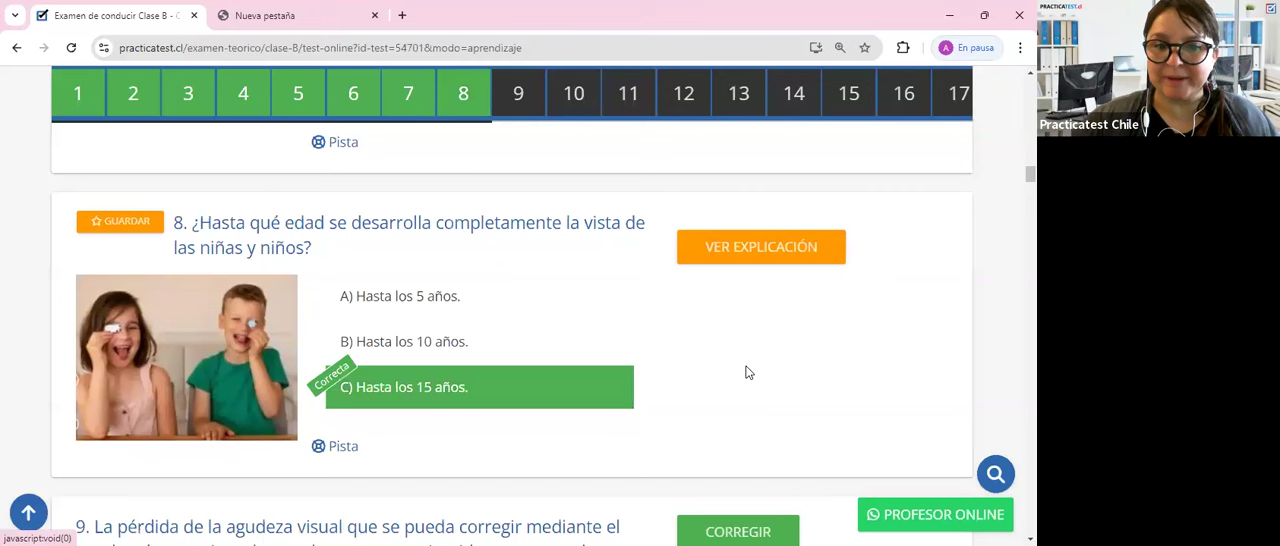 Examen de conducir Clase B - C
Nueva pestaña
practicatest.cl/examen-teorico/clase-B/test-online?id-test=54701&modo=aprendizaje
A En pausa
PRACTICATEST.cl
Practicatest Chile
1 2 3 4 5 6 7 8 9 10 11 12 13 14 15 16 17
Pista
GUARDAR
8. ¿Hasta qué edad se desarrolla completamente la vista de
las niñas y niños?
VER EXPLICACIÓN
A) Hasta los 5 años.
B) Hasta los 10 años.
Correcta
C) Hasta los 15 años.
Pista
PROFESOR ONLINE
9. La pérdida de la agudeza visual que se pueda corregir mediante el
CORREGIR
javascript:void(0)